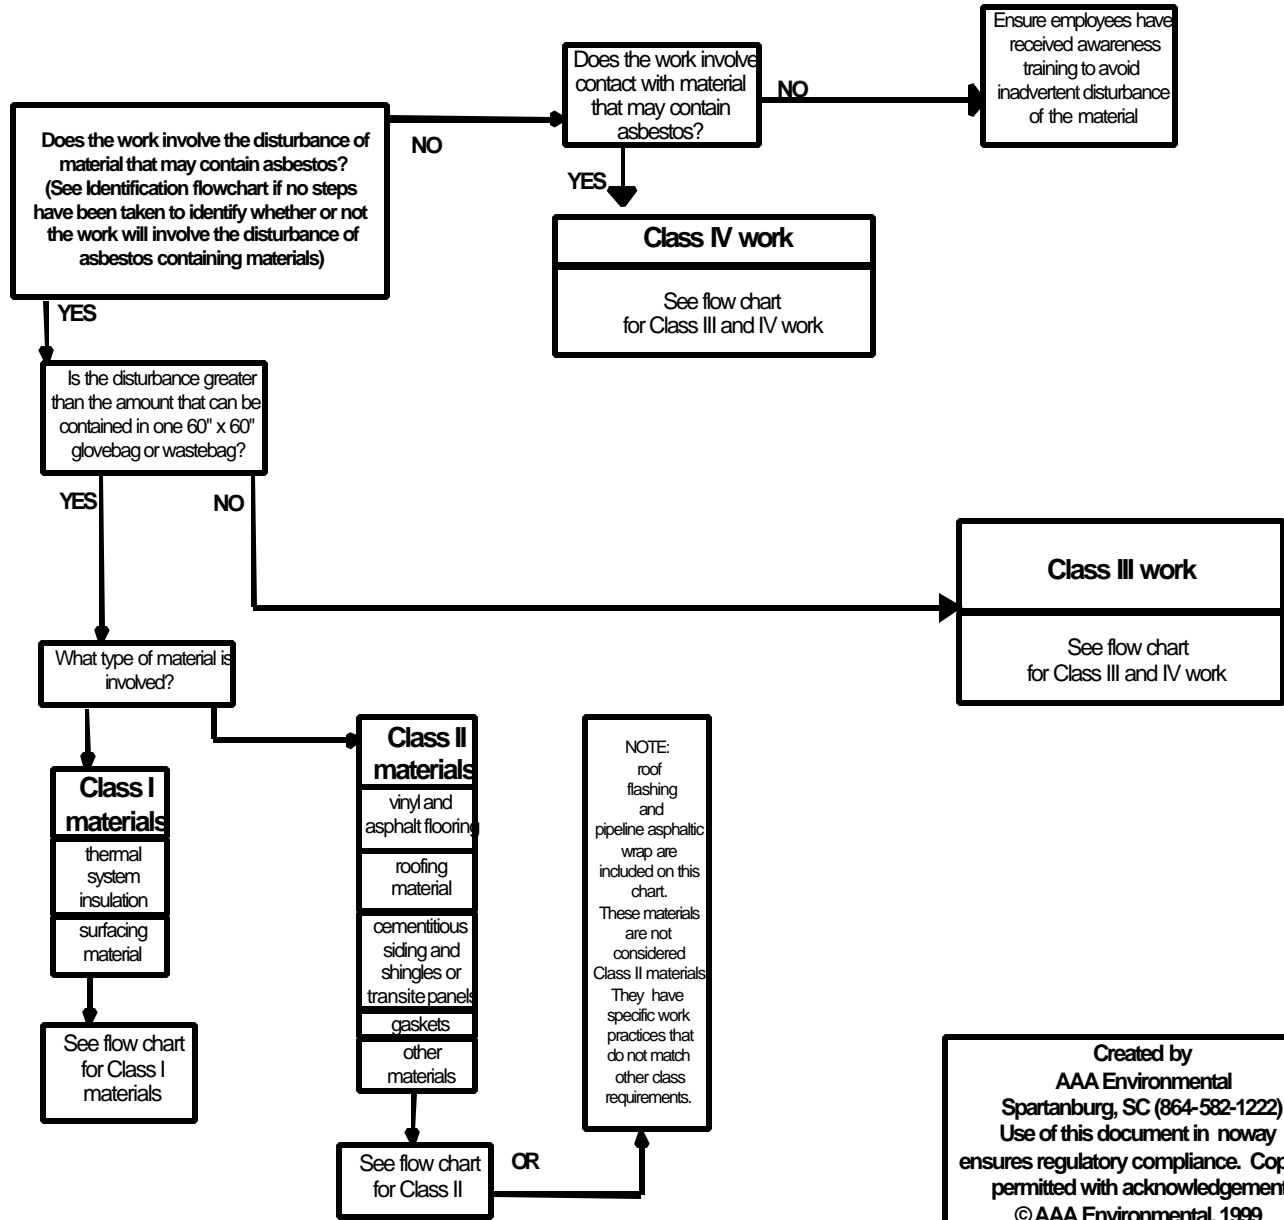 Ensure employees have
received awareness
training to avoid
inadvertent disturbance
of the material
Does the work involve
contact with material
that may contain
asbestos?
NO
Does the work involve the disturbance of
material that may contain asbestos?
(See Identification flowchart if no steps
have been taken to identify whether or not
the work will involve the disturbance of
asbestos containing materials)
NO
YES
Class IV work
See flow chart
for Class III and IV work
YES
Is the disturbance greater
than the amount that can be
contained in one 60" x 60"
glovebag or wastebag?
YES
NO
Class III work
See flow chart
for Class III and IV work
What type of material is
involved?
Class I
materials
thermal
system
insulation
surfacing
material
See flow chart
for Class I
materials
Class II
materials
vinyl and
asphalt flooring
roofing
material
cementitious
siding and
shingles or
transite panels
gaskets
other
materials
See flow chart
for Class II
OR
NOTE:
roof
flashing
and
pipeline asphaltic
wrap are
included on this
chart.
These materials
are not
considered
Class II materials
They have
specific work
practices that
do not match
other class
requirements.
Created by
AAA Environmental
Spartanburg, SC (864-582-1222)
Use of this document in noway
ensures regulatory compliance. Cop
permitted with acknowledgement
© AAA Environmental, 1999